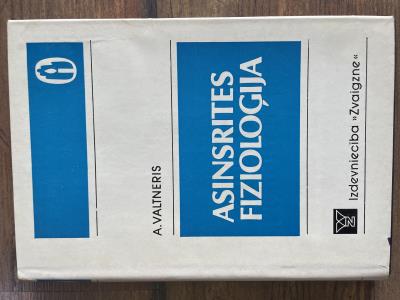 A. VALTNERIS
ASINSRITES
FIZIOLOĢIJA
Izdevniecība »Zvaigzne«